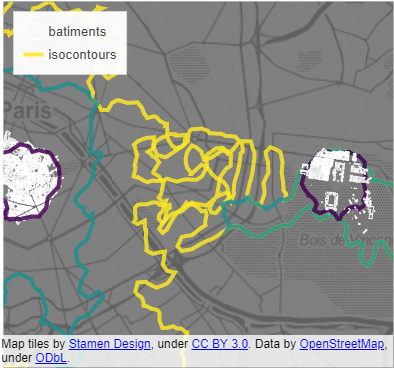 batiments
isocontours
Paris
Bois de Vincen
Map tiles by Stamen Design, under CC BY 3.0. Data by OpenStreetMap,
under ODbL.